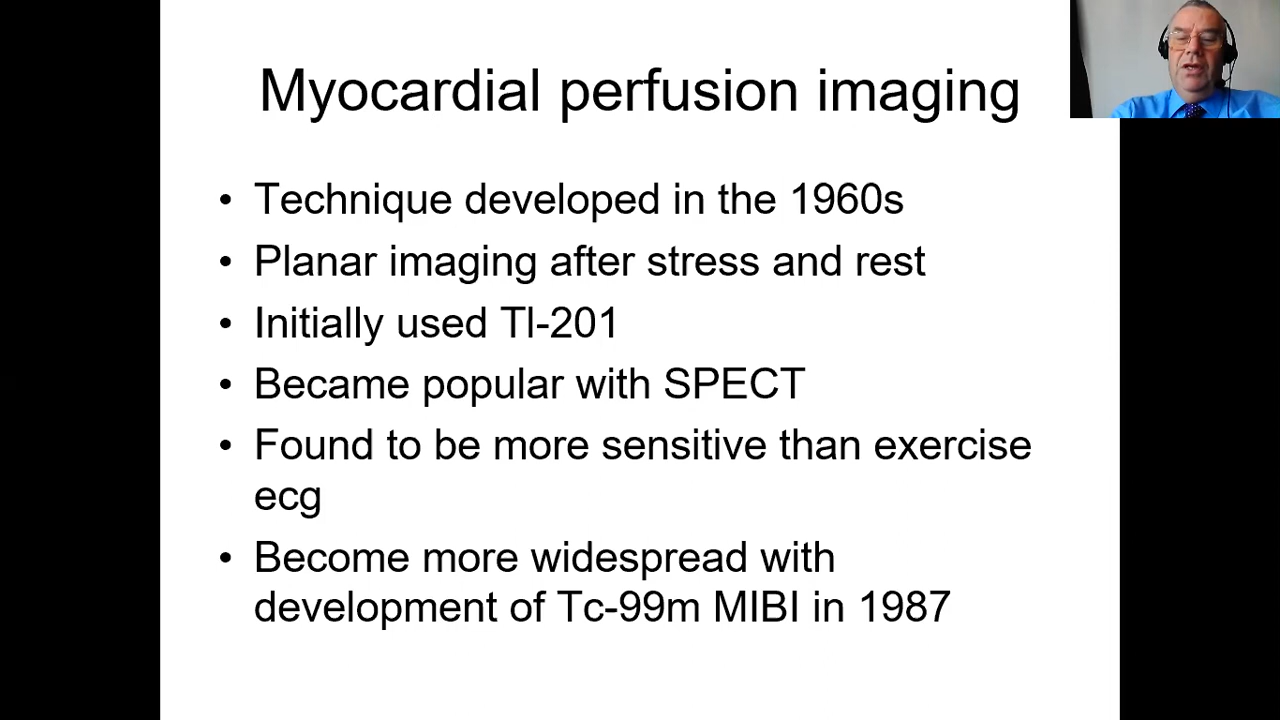 Myocardial perfusion imaging
• Technique developed in the 1960s
• Planar imaging after stress and rest
• Initially used Tl-201
• Became popular with SPECT
• Found to be more sensitive than exercise
ecg
• Become more widespread with
development of Tc-99m MIBI in 1987